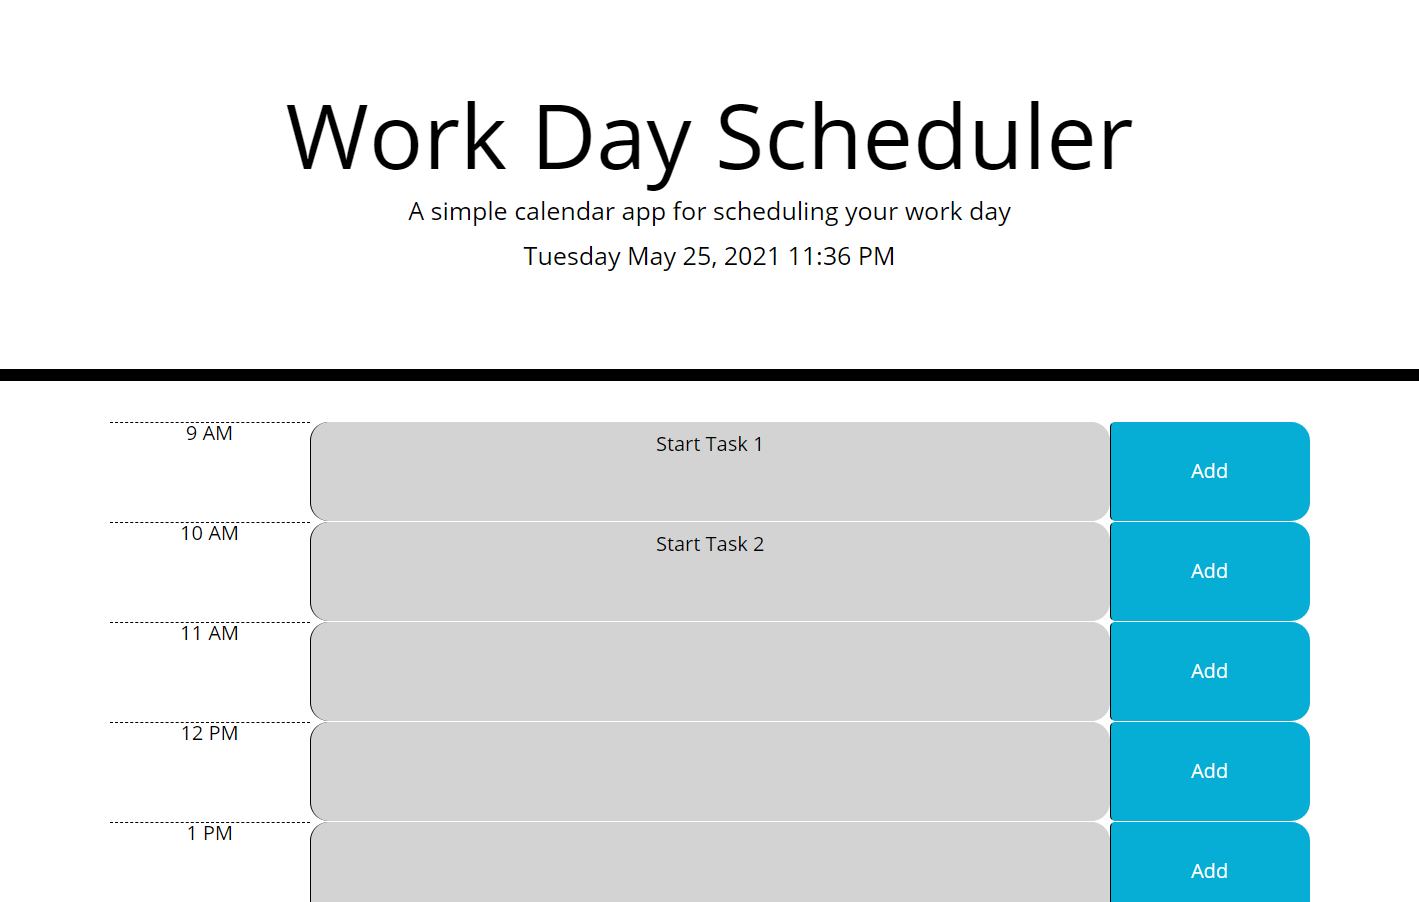 Work Day Scheduler
A simple calendar app for scheduling your work day
Tuesday May 25, 2021 11:36 PM
9 AM
Start Task 1
Add
10 AM
Start Task 2
Add
11 AM
Add
12 PM
Add
1 PM
Add